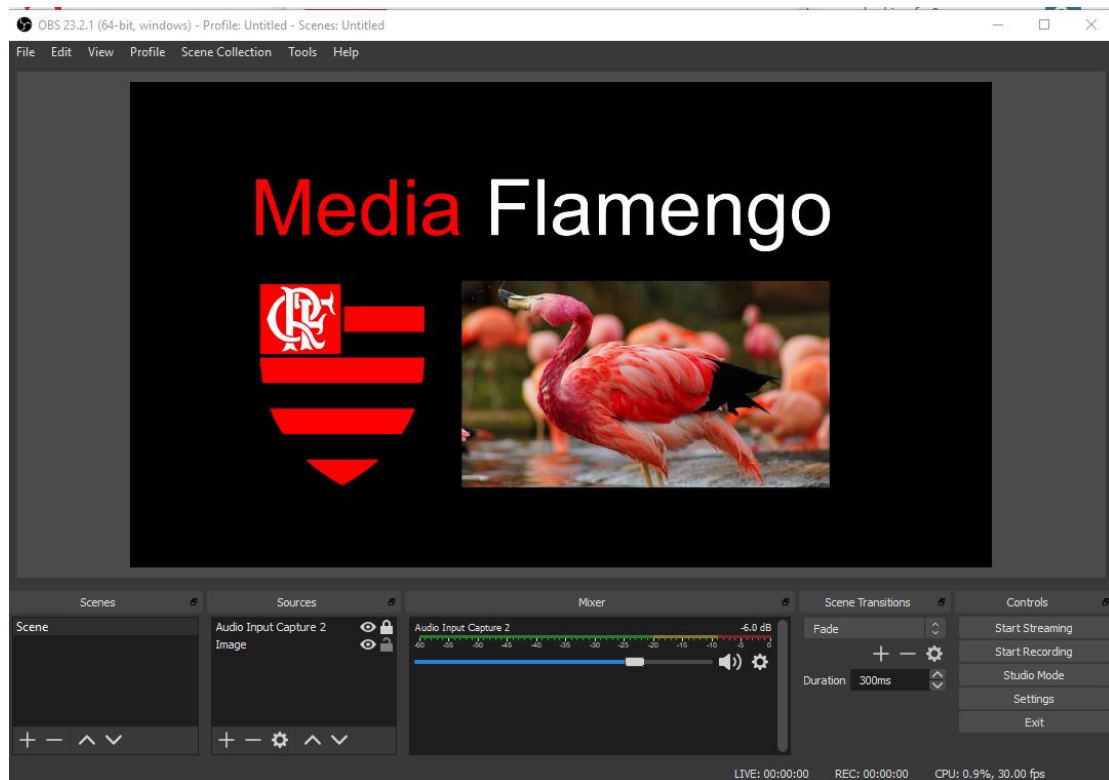 OBS 23.2.1 (64-bit, windows) - Profile: Untitled - Scenes: Untitled
File Edit View Profile Scene Collection Tools Help
Media Flamengo
CRF
Scenes Sources Mixer Scene Transitions Controls
Scene
Audio Input Capture 2
Image
Audio Input Capture 2 -6.0 dB
-60 -55 -50 -45 -40 -35 -30 -25 -20 -15 -10 -5 0
Fade
Duration 300ms
Start Streaming
Start Recording
Studio Mode
Settings
Exit
LIVE: 00:00:00 REC: 00:00:00 CPU: 0.9%, 30.00 fps